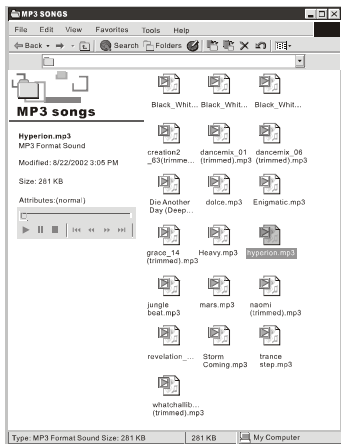 MP3 SONGS
File Edit View Favorites Tools Help
Back Search Folders
MP3 songs
Hyperion.mp3
MP3 Format Sound
Modified: 8/22/2002 3:05 PM
Size: 281 KB
Attributes:(normal)
Black_Whit... Black_Whit... Black_Whit...
creation2
_63(trimme...
dancemix_01
(trimmed).mp3
dancemix_06
(trimmed).mp3
Die Another
Day (Deep...
dolce.mp3
Enigmatic.mp3
grace_14
(trimmed).mp3
Heavy.mp3
hyperion.mp3
jungle
beat.mp3
mars.mp3
naomi
(trimmed).mp3
revelation_...
Storm
Coming.mp3
trance
step.mp3
whatchallib...
(trimmed).mp3
Type: MP3 Format Sound Size: 281 KB 281 KB My Computer